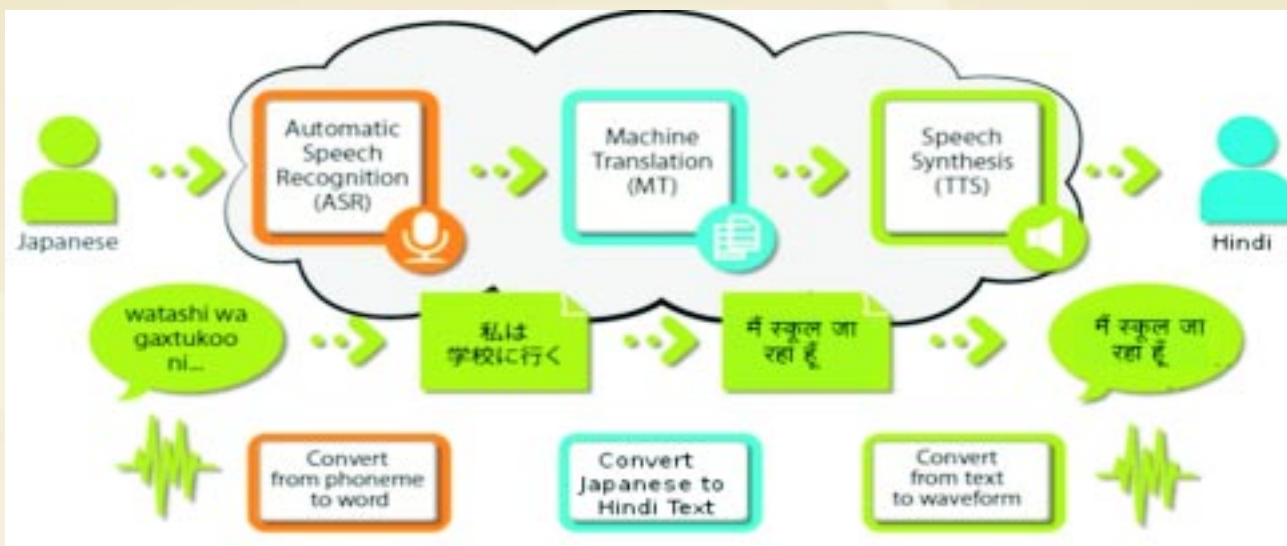 Automatic
Speech
Recognition
(ASR)
Machine
Translation
(MT)
Speech
Synthesis
(TTS)
Japanese
Hindi
watashi wa
gaxtukoo
ni...
私は
学校に行く
मैं स्कूल जा
रहा हूँ
मैं स्कूल जा
रहा हूँ
Convert
from phoneme
to word
Convert
Japanese to
Hindi Text
Convert
from text
to waveform